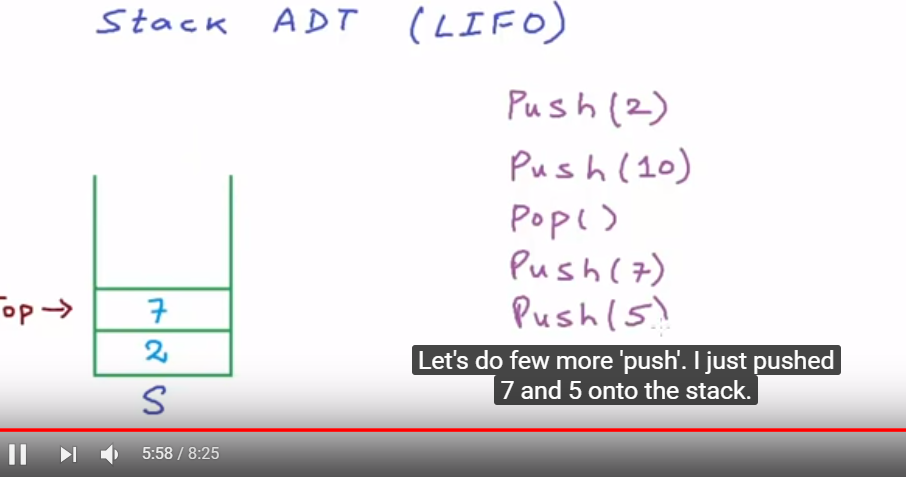 Stack ADT (LIFO)
Push(2)
Push(10)
Pop()
Push(7)
Push(5)
Top→
7
2
S
Let's do few more 'push'. I just pushed
7 and 5 onto the stack.
5:58 / 8:25